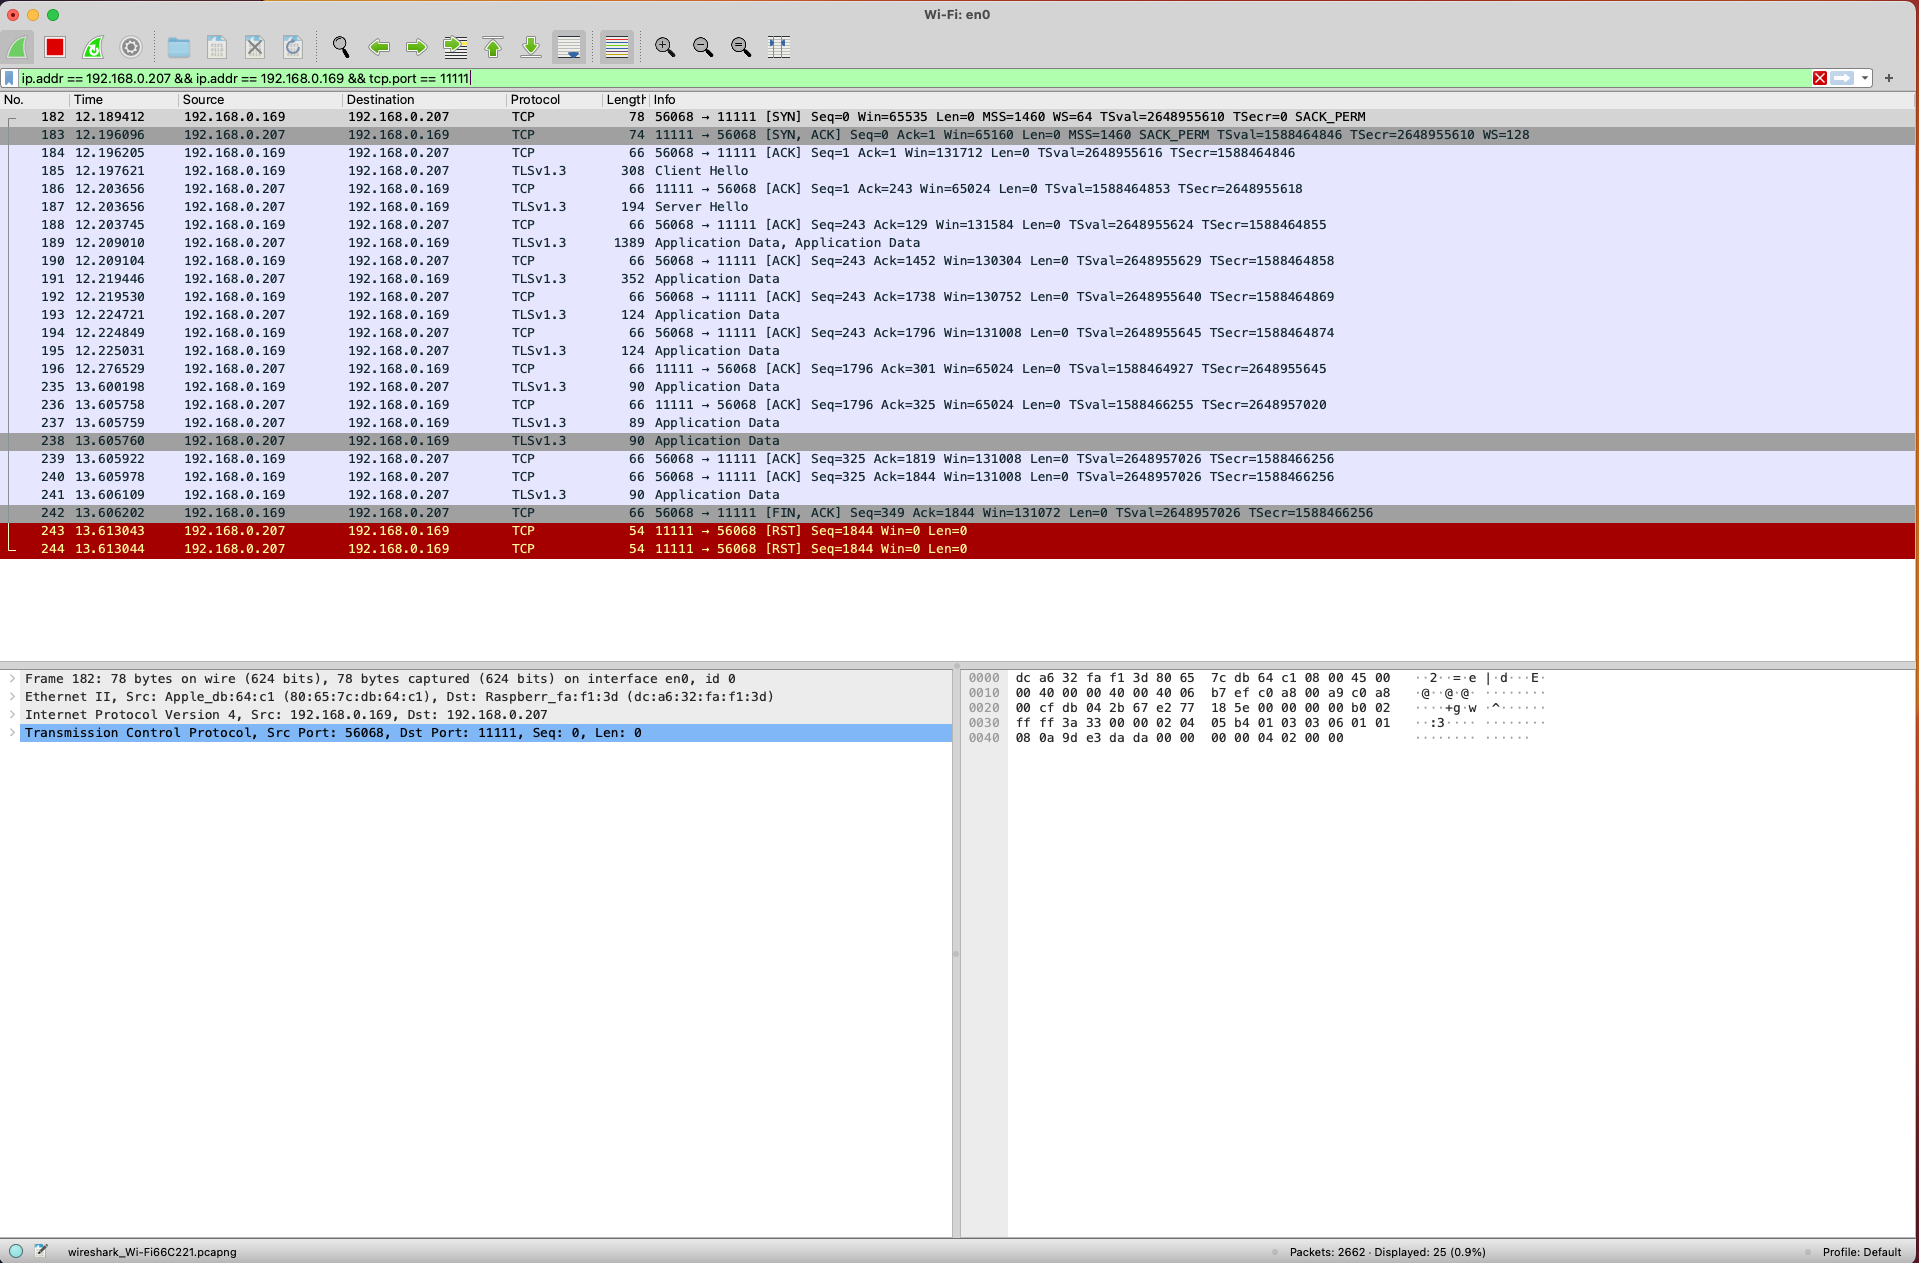 Wi-Fi: en0
ip.addr == 192.168.0.207 && ip.addr == 192.168.0.169 && tcp.port == 11111
No. Time Source Destination Protocol Length Info
182 12.189412 192.168.0.169 192.168.0.207 TCP 78 56068 → 11111 [SYN] Seq=0 Win=65535 Len=0 MSS=1460 WS=64 TSval=2648955610 TSecr=0 SACK_PERM
183 12.196096 192.168.0.207 192.168.0.169 TCP 74 11111 → 56068 [SYN, ACK] Seq=0 Ack=1 Win=65160 Len=0 MSS=1460 SACK_PERM TSval=1588464846 TSecr=2648955610 WS=128
184 12.196205 192.168.0.169 192.168.0.207 TCP 66 56068 → 11111 [ACK] Seq=1 Ack=1 Win=131712 Len=0 TSval=2648955616 TSecr=1588464846
185 12.197621 192.168.0.169 192.168.0.207 TLSv1.3 308 Client Hello
186 12.203656 192.168.0.207 192.168.0.169 TCP 66 11111 → 56068 [ACK] Seq=1 Ack=243 Win=65024 Len=0 TSval=1588464853 TSecr=2648955618
187 12.203656 192.168.0.207 192.168.0.169 TLSv1.3 194 Server Hello
188 12.203745 192.168.0.169 192.168.0.207 TCP 66 56068 → 11111 [ACK] Seq=243 Ack=129 Win=131584 Len=0 TSval=2648955624 TSecr=1588464855
189 12.209010 192.168.0.207 192.168.0.169 TLSv1.3 1389 Application Data, Application Data
190 12.209104 192.168.0.169 192.168.0.207 TCP 66 56068 → 11111 [ACK] Seq=243 Ack=1452 Win=130304 Len=0 TSval=2648955629 TSecr=1588464858
191 12.219446 192.168.0.207 192.168.0.169 TLSv1.3 352 Application Data
192 12.219530 192.168.0.169 192.168.0.207 TCP 66 56068 → 11111 [ACK] Seq=243 Ack=1738 Win=130752 Len=0 TSval=2648955640 TSecr=1588464869
193 12.224721 192.168.0.207 192.168.0.169 TLSv1.3 124 Application Data
194 12.224849 192.168.0.169 192.168.0.207 TCP 66 56068 → 11111 [ACK] Seq=243 Ack=1796 Win=131008 Len=0 TSval=2648955645 TSecr=1588464874
195 12.225031 192.168.0.169 192.168.0.207 TLSv1.3 124 Application Data
196 12.276529 192.168.0.207 192.168.0.169 TCP 66 11111 → 56068 [ACK] Seq=1796 Ack=301 Win=65024 Len=0 TSval=1588464927 TSecr=2648955645
235 13.600198 192.168.0.169 192.168.0.207 TLSv1.3 90 Application Data
236 13.605758 192.168.0.207 192.168.0.169 TCP 66 11111 → 56068 [ACK] Seq=1796 Ack=325 Win=65024 Len=0 TSval=1588466255 TSecr=2648957020
237 13.605759 192.168.0.207 192.168.0.169 TLSv1.3 89 Application Data
238 13.605760 192.168.0.207 192.168.0.169 TLSv1.3 90 Application Data
239 13.605922 192.168.0.169 192.168.0.207 TCP 66 56068 → 11111 [ACK] Seq=325 Ack=1819 Win=131008 Len=0 TSval=2648957026 TSecr=1588466256
240 13.605978 192.168.0.169 192.168.0.207 TCP 66 56068 → 11111 [ACK] Seq=325 Ack=1844 Win=131008 Len=0 TSval=2648957026 TSecr=1588466256
241 13.606109 192.168.0.169 192.168.0.207 TLSv1.3 90 Application Data
242 13.606202 192.168.0.169 192.168.0.207 TCP 66 56068 → 11111 [FIN, ACK] Seq=349 Ack=1844 Win=131072 Len=0 TSval=2648957026 TSecr=1588466256
243 13.613043 192.168.0.207 192.168.0.169 TCP 54 11111 → 56068 [RST] Seq=1844 Win=0 Len=0
244 13.613044 192.168.0.207 192.168.0.169 TCP 54 11111 → 56068 [RST] Seq=1844 Win=0 Len=0
Frame 182: 78 bytes on wire (624 bits), 78 bytes captured (624 bits) on interface en0, id 0
Ethernet II, Src: Apple_db:64:c1 (80:65:7c:db:64:c1), Dst: Raspberr_fa:f1:3d (dc:a6:32:fa:f1:3d)
Internet Protocol Version 4, Src: 192.168.0.169, Dst: 192.168.0.207
Transmission Control Protocol, Src Port: 56068, Dst Port: 11111, Seq: 0, Len: 0
0000 dc a6 32 fa f1 3d 80 65 7c db 64 c1 08 00 45 00 ··2··=·e |·d···E·
0010 00 40 00 00 40 00 40 06 b7 ef c0 a8 00 a9 c0 a8 ·@··@·@· ········
0020 00 cf db 04 2b 67 e2 77 18 5e 00 00 00 00 b0 02 ····+g·w ·^······
0030 ff ff 3a 33 00 00 02 04 05 b4 01 03 03 06 01 01 ··:3···· ········
0040 08 0a 9d e3 da da 00 00 00 00 04 02 00 00 ········ ······
wireshark_Wi-Fi66C221.pcapng
Packets: 2662 · Displayed: 25 (0.9%)
Profile: Default